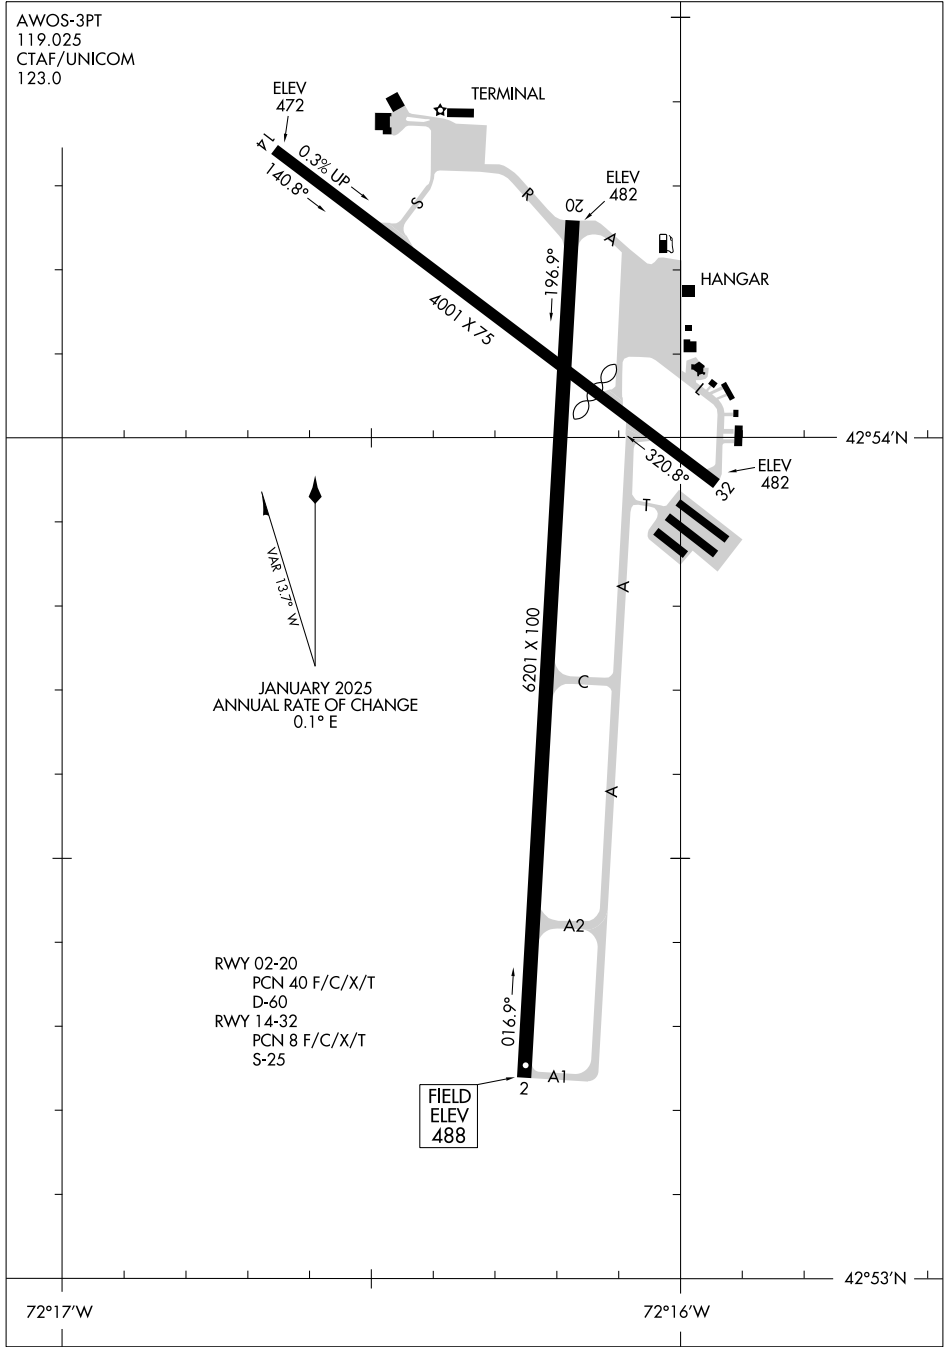 AWOS-3PT
119.025
CTAF/UNICOM
123.0
ELEV
472
TERMINAL
14
0.3% UP
140.8°
S
R
ELEV
482
20
A
196.9°
HANGAR
4001 X 75
L
42°54'N
320.8°
ELEV
482
32
T
VAR 13.7° W
A
6201 X 100
C
JANUARY 2025
ANNUAL RATE OF CHANGE
0.1° E
A
A2
RWY 02-20
PCN 40 F/C/X/T
D-60
RWY 14-32
PCN 8 F/C/X/T
S-25
016.9°
A1
2
FIELD
ELEV
488
42°53'N
72°17'W
72°16'W